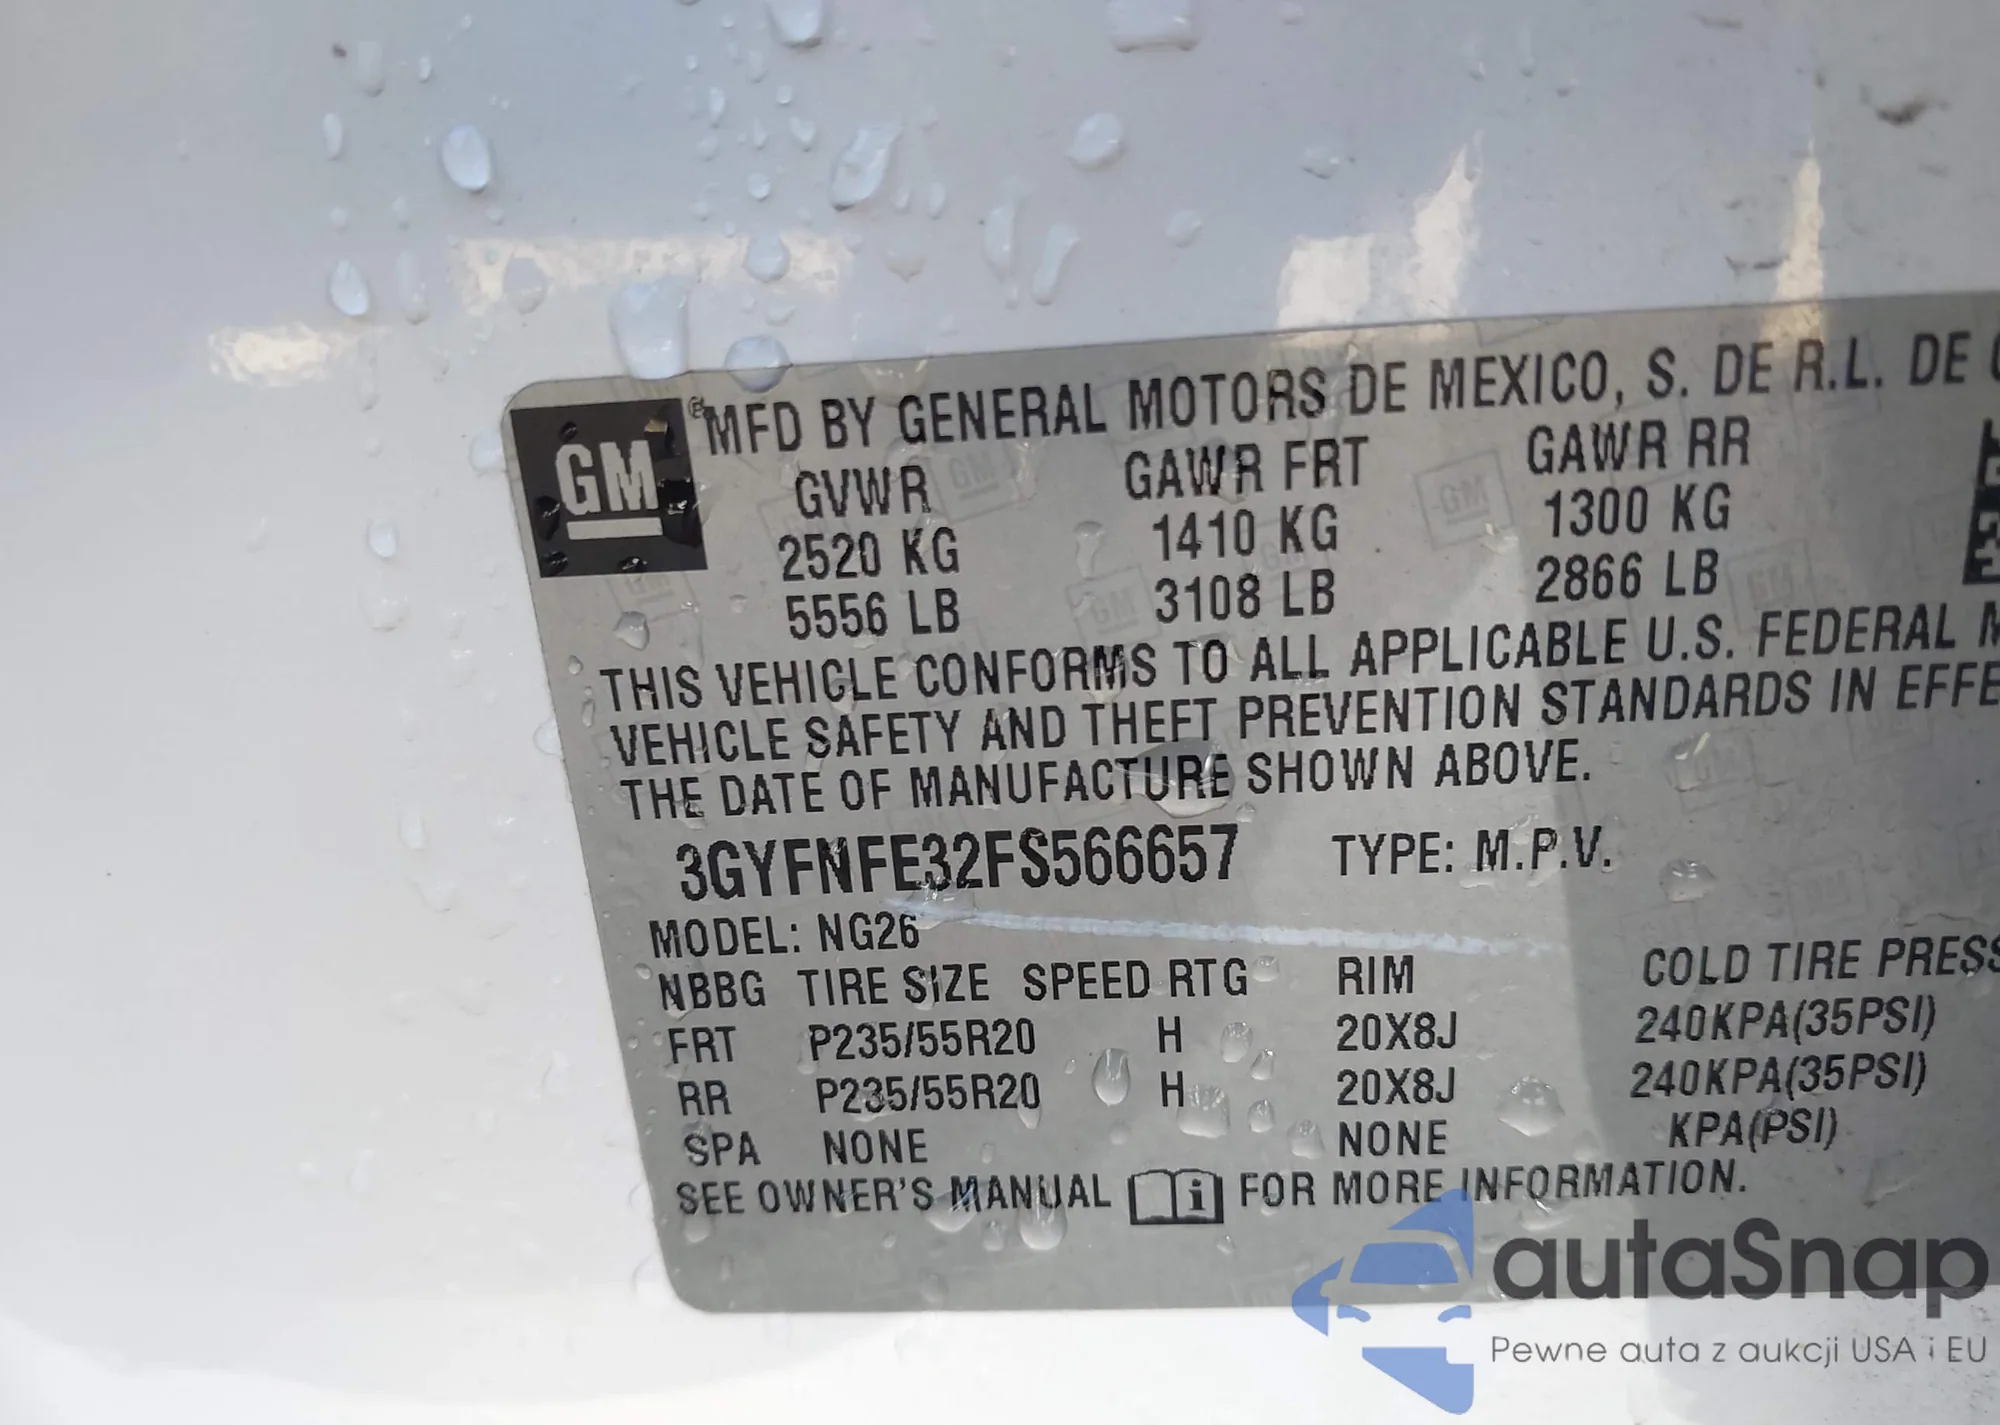 GM
® MFD BY GENERAL MOTORS DE MEXICO, S. DE R.L. DE C
GVWR GAWR FRT GAWR RR
2520 KG 1410 KG 1300 KG
5556 LB 3108 LB 2866 LB
THIS VEHICLE CONFORMS TO ALL APPLICABLE U.S. FEDERAL M
VEHICLE SAFETY AND THEFT PREVENTION STANDARDS IN EFFE
THE DATE OF MANUFACTURE SHOWN ABOVE.
3GYFNFE32FS566657 TYPE: M.P.V.
MODEL: NG26
NBBG TIRE SIZE SPEED RTG RIM COLD TIRE PRESS
FRT P235/55R20 H 20X8J 240KPA(35PSI)
RR P235/55R20 H 20X8J 240KPA(35PSI)
SPA NONE NONE KPA(PSI)
SEE OWNER'S MANUAL i FOR MORE INFORMATION.
autaSnap
Pewne auta z aukcji USA i EU